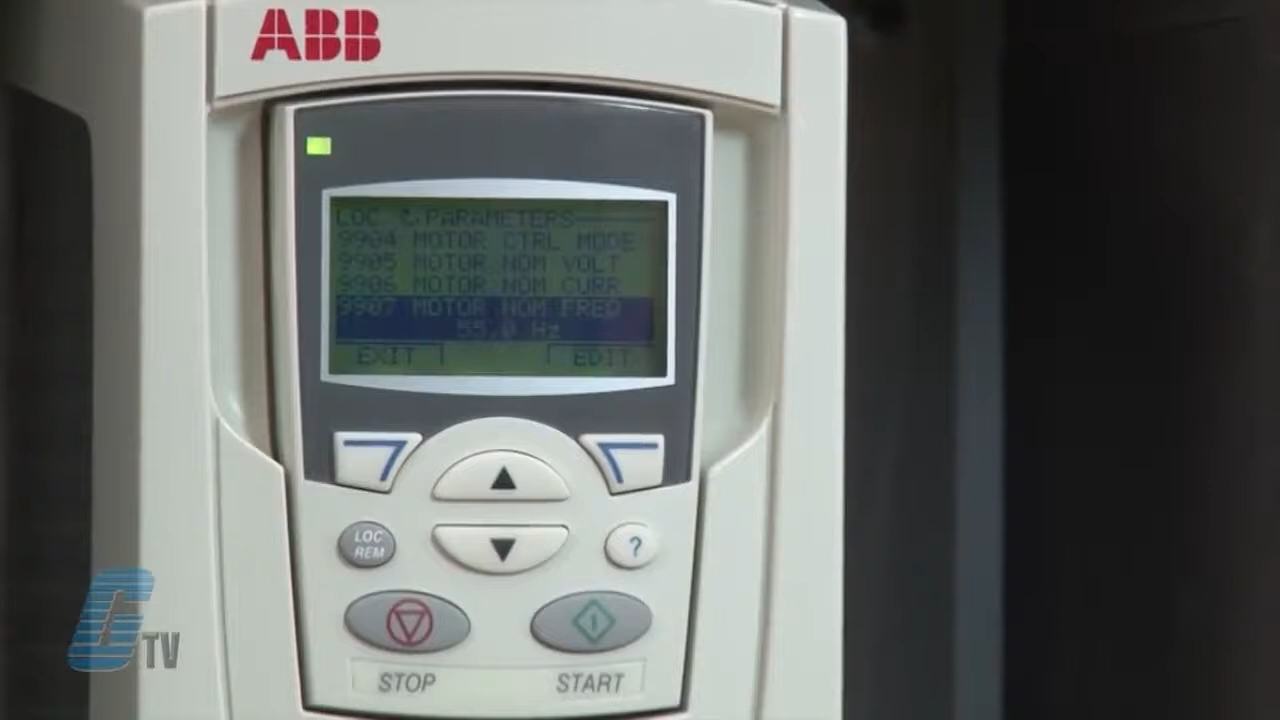 ABB
LOC ↻ PARAMETERS
9904 MOTOR CTRL MODE
9905 MOTOR NOM VOLT
9906 MOTOR NOM CURR
9907 MOTOR NOM FREQ
55.0 Hz
EXIT EDIT
LOC
REM
?
STOP START
G TV